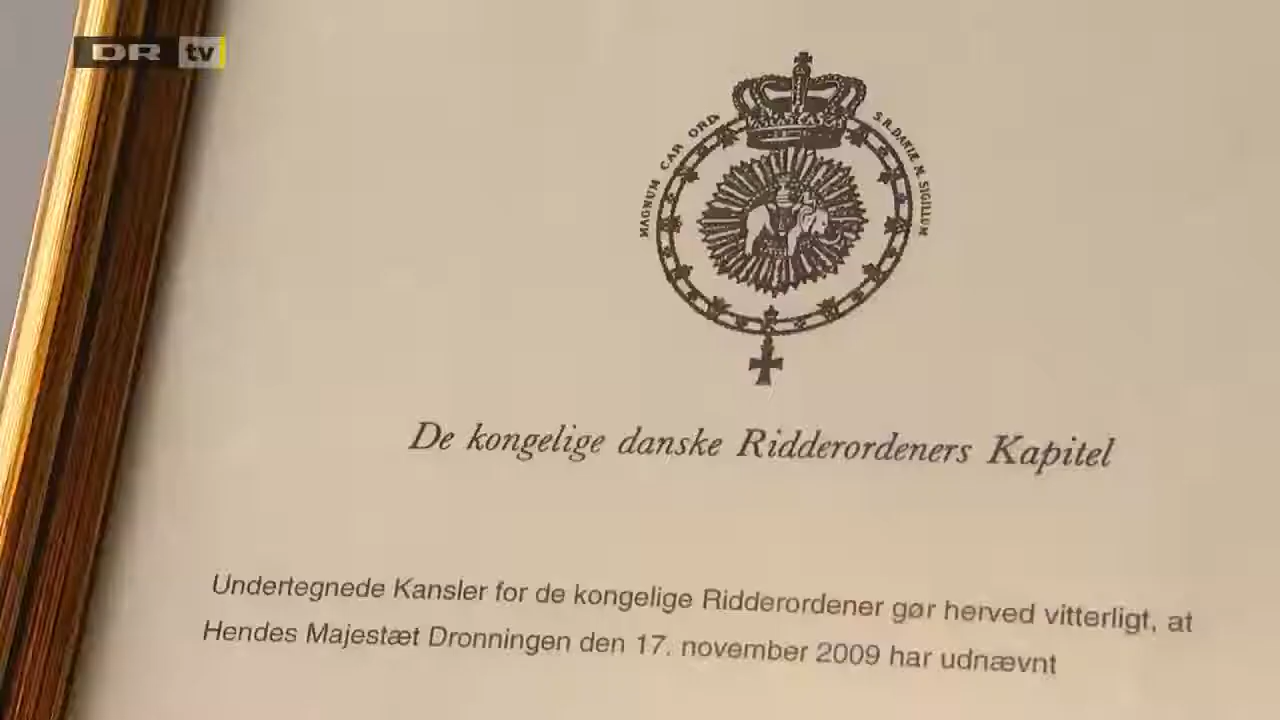 DR tv
MAGNUM CAR ORD
S.R.DANIÆ N. SIGILLUM
De kongelige danske Ridderordeners Kapitel
Undertegnede Kansler for de kongelige Ridderordener gør herved vitterligt, at
Hendes Majestæt Dronningen den 17. november 2009 har udnævnt